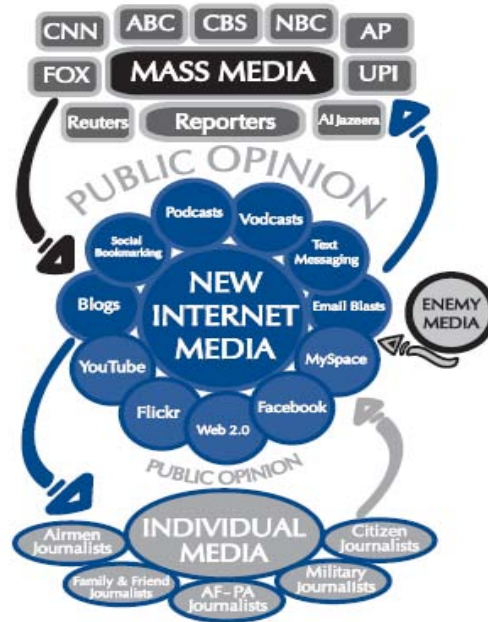 CNN
ABC
CBS
NBC
AP
FOX
MASS MEDIA
UPI
Reuters
Reporters
Al Jazeera
PUBLIC OPINION
Podcasts
Vodcasts
Social
Bookmarking
Text
Messaging
Blogs
NEW
INTERNET
MEDIA
Email Blasts
ENEMY
MEDIA
YouTube
MySpace
Flickr
Web 2.0
Facebook
PUBLIC OPINION
Airmen
Journalists
INDIVIDUAL
MEDIA
Citizen
Journalists
Family & Friend
Journalists
AF-PA
Journalists
Military
Journalists